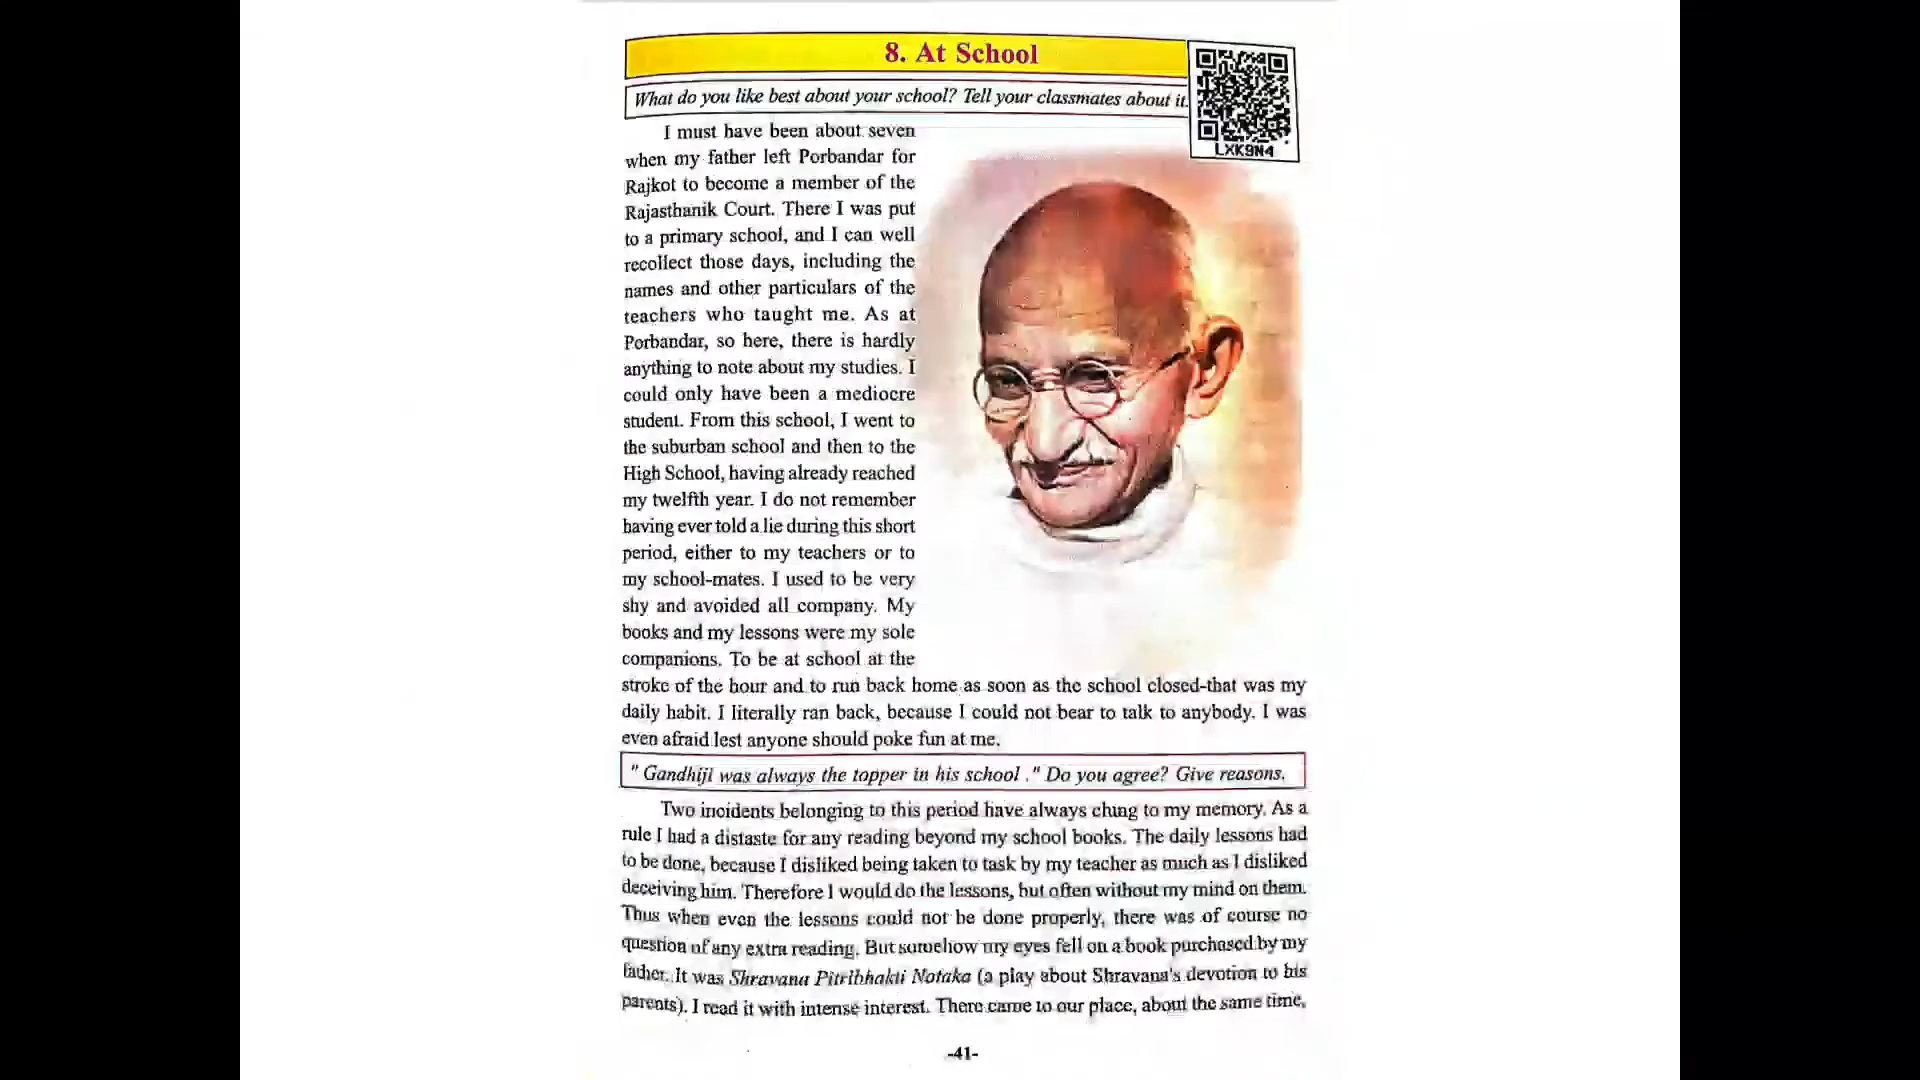 8. At School
LXK9N4
What do you like best about your school? Tell your classmates about it.
I must have been about seven
when my father left Porbandar for
Rajkot to become a member of the
Rajasthanik Court. There I was put
to a primary school, and I can well
recollect those days, including the
names and other particulars of the
teachers who taught me. As at
Porbandar, so here, there is hardly
anything to note about my studies. I
could only have been a mediocre
student. From this school, I went to
the suburban school and then to the
High School, having already reached
my twelfth year. I do not remember
having ever told a lie during this short
period, either to my teachers or to
my school-mates. I used to be very
shy and avoided all company. My
books and my lessons were my sole
companions. To be at school at the
stroke of the hour and to run back home as soon as the school closed-that was my
daily habit. I literally ran back, because I could not bear to talk to anybody. I was
even afraid lest anyone should poke fun at me.
" Gandhiji was always the topper in his school ." Do you agree? Give reasons.
Two incidents belonging to this period have always clung to my memory. As a
rule I had a distaste for any reading beyond my school books. The daily lessons had
to be done, because I disliked being taken to task by my teacher as much as I disliked
deceiving him. Therefore I would do the lessons, but often without my mind on them.
Thus when even the lessons could not be done properly, there was of course no
question of any extra reading. But somehow my eyes fell on a book purchased by my
father. It was Shravana Pitribhakti Nataka (a play about Shravana's devotion to his
parents). I read it with intense interest. There came to our place, about the same time,
-41-